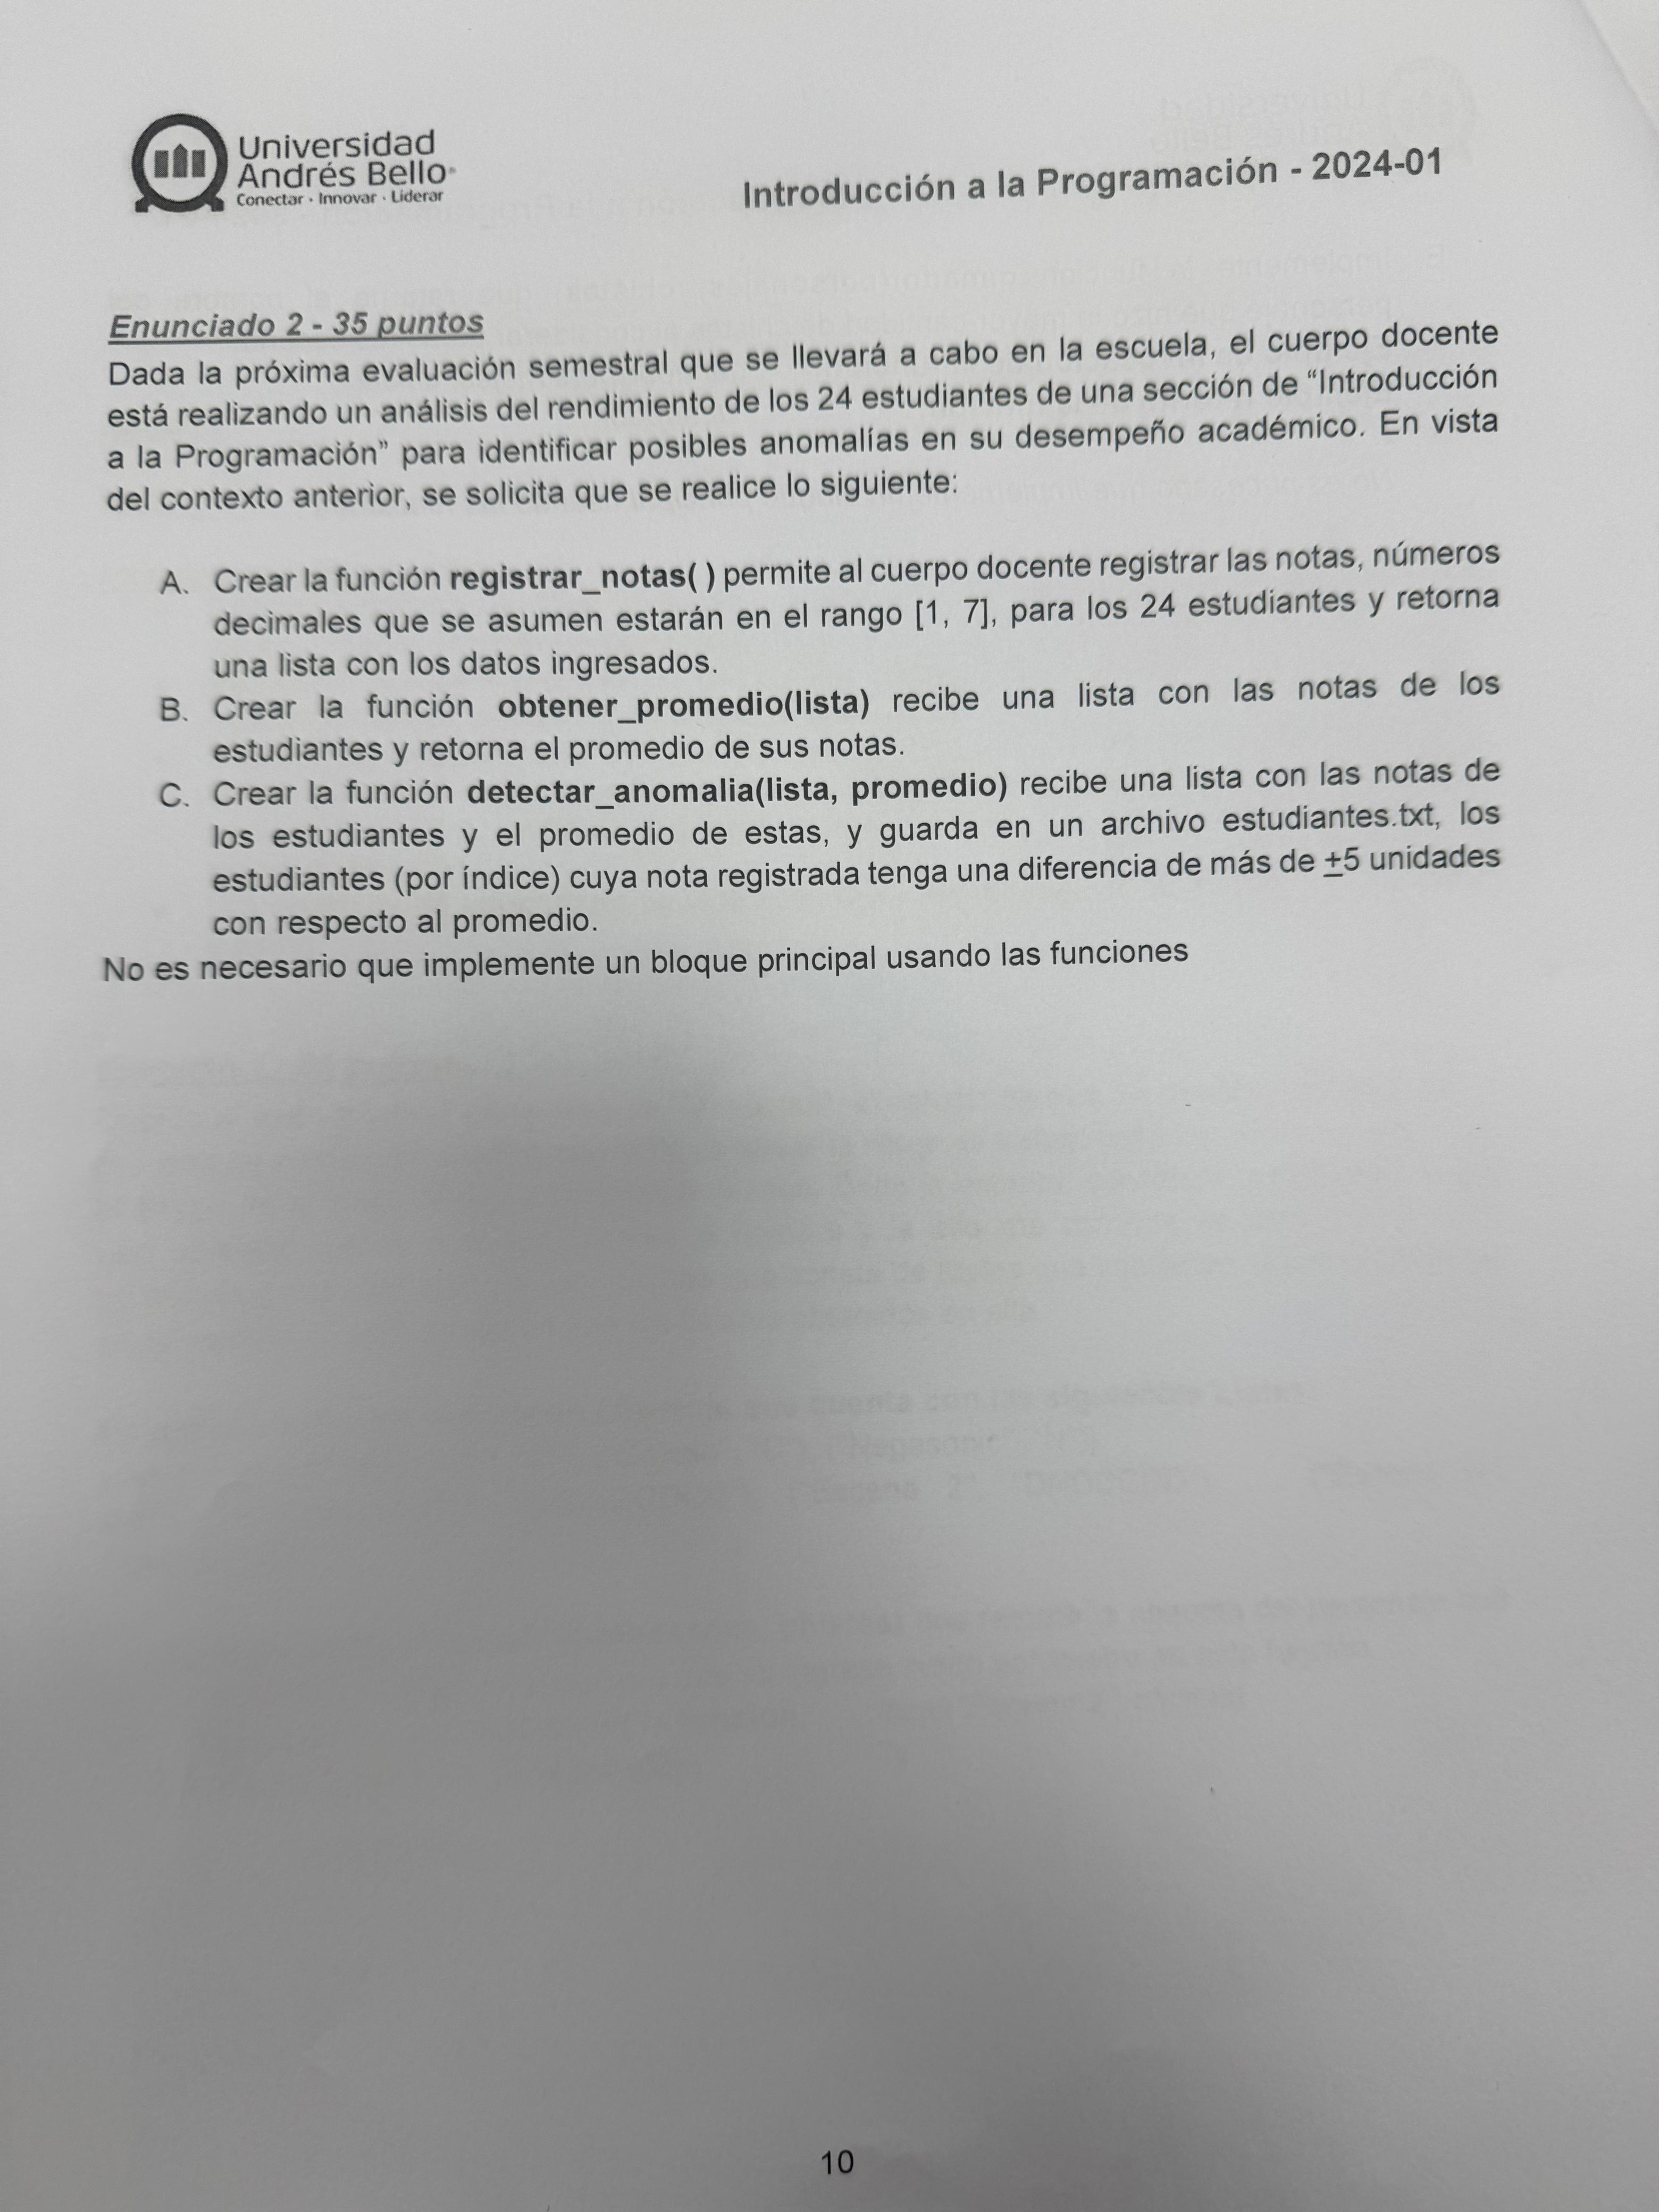 Universidad
Andrés Bello
Conectar · Innovar · Liderar
Introducción a la Programación - 2024-01
Enunciado 2 - 35 puntos
Dada la próxima evaluación semestral que se llevará a cabo en la escuela, el cuerpo docente
está realizando un análisis del rendimiento de los 24 estudiantes de una sección de “Introducción
a la Programación” para identificar posibles anomalías en su desempeño académico. En vista
del contexto anterior, se solicita que se realice lo siguiente:
A. Crear la función registrar_notas( ) permite al cuerpo docente registrar las notas, números
decimales que se asumen estarán en el rango [1, 7], para los 24 estudiantes y retorna
una lista con los datos ingresados.
B. Crear la función obtener_promedio(lista) recibe una lista con las notas de los
estudiantes y retorna el promedio de sus notas.
C. Crear la función detectar_anomalia(lista, promedio) recibe una lista con las notas de
los estudiantes y el promedio de estas, y guarda en un archivo estudiantes.txt, los
estudiantes (por índice) cuya nota registrada tenga una diferencia de más de ±5 unidades
con respecto al promedio.
No es necesario que implemente un bloque principal usando las funciones
10